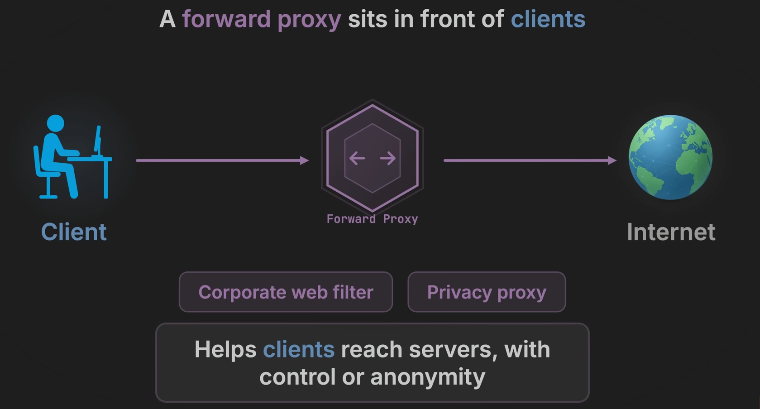 A forward proxy sits in front of clients
Forward Proxy
Client
Internet
Corporate web filter
Privacy proxy
Helps clients reach servers, with
control or anonymity